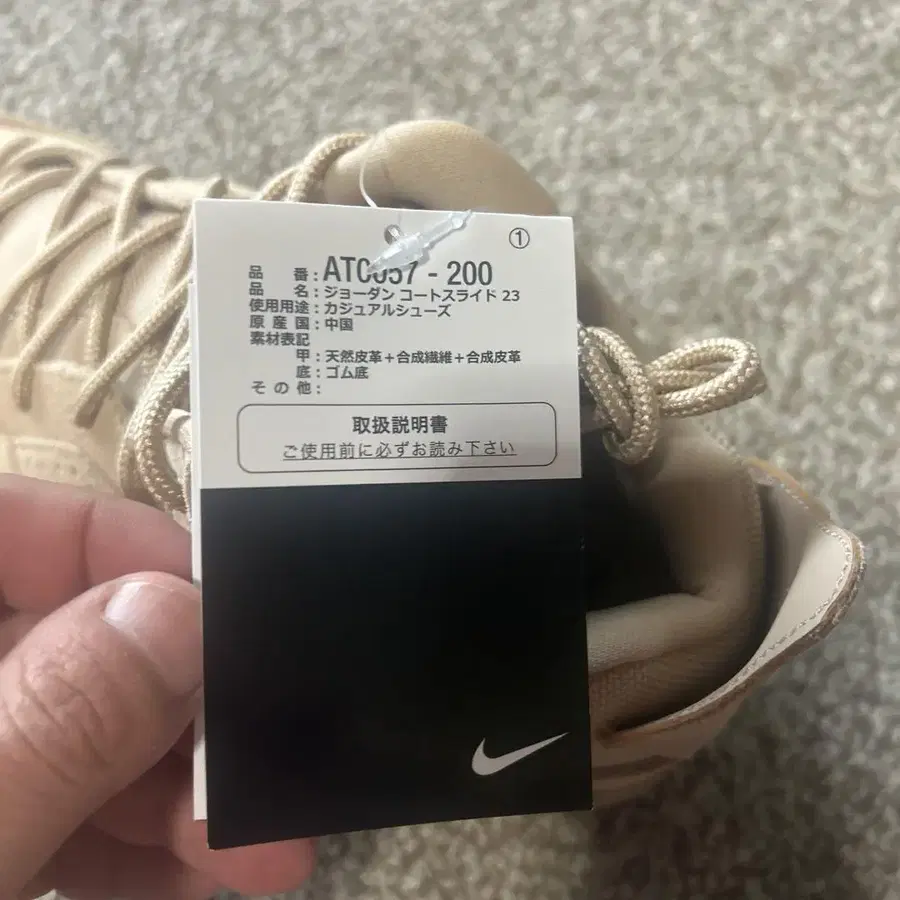 ①
品 番：ATC057 - 200
品 名：ジョーダン コートスライド 23
使用用途：カジュアルシューズ
原 産 国：中国
素材表記
甲：天然皮革＋合成繊維＋合成皮革
底：ゴム底
そ の 他：
取扱説明書
ご使用前に必ずお読み下さい